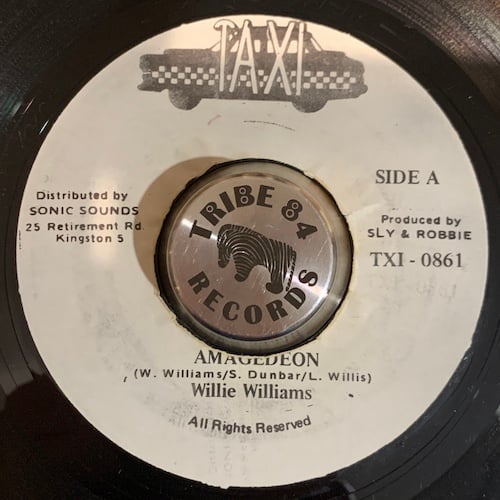 TAXI
SIDE A
Distributed by
SONIC SOUNDS
25 Retirement Rd.
Kingston 5
Produced by
SLY & ROBBIE
TXI - 0861
TRIBE 84
RECORDS
AMAGEDEON
(W. Williams/S. Dunbar/L. Willis)
Willie Williams
All Rights Reserved